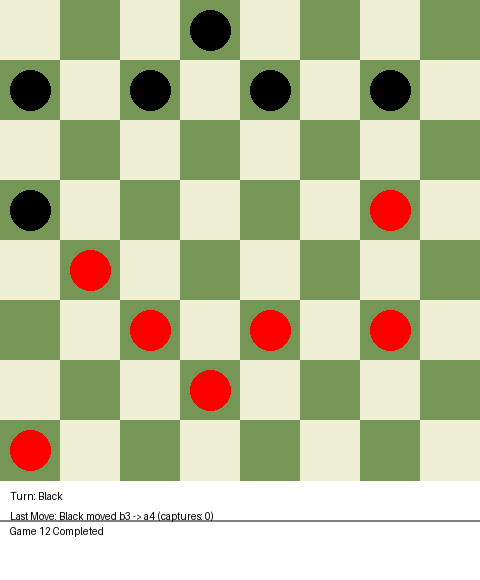 Turn: Black
Last Move: Black moved b3 -> a4 (captures: 0)
Game 12 Completed